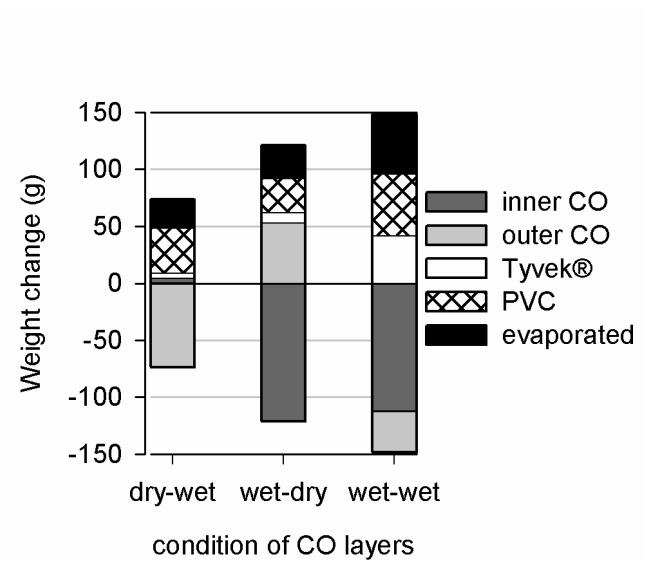 Weight change (g)
150
100
50
0
-50
-100
-150
dry-wet wet-dry wet-wet
condition of CO layers
inner CO
outer CO
Tyvek®
PVC
evaporated